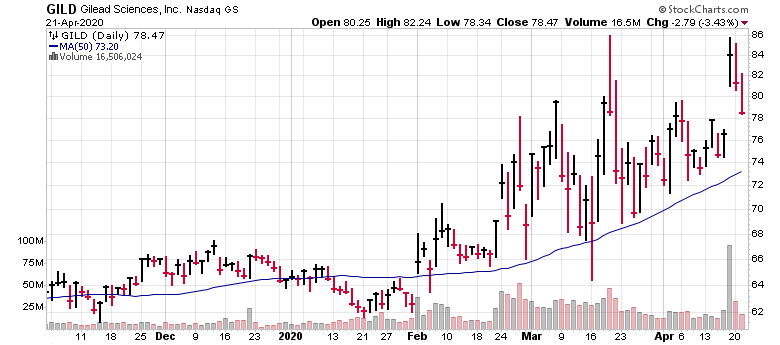 GILD Gilead Sciences, Inc. Nasdaq GS © StockCharts.com
21-Apr-2020 Open 80.25 High 82.24 Low 78.34 Close 78.47 Volume 16.5M Chg -2.79 (-3.43%)
GILD (Daily) 78.47
MA(50) 73.20
Volume 16,506,024
86
84
82
80
78
76
74
72
70
68
66
64
62
100M
75M
50M
25M
11 18 25 Dec 9 16 23 2020 6 13 21 27 Feb 10 18 24 Mar 9 16 23 Apr 6 13 20